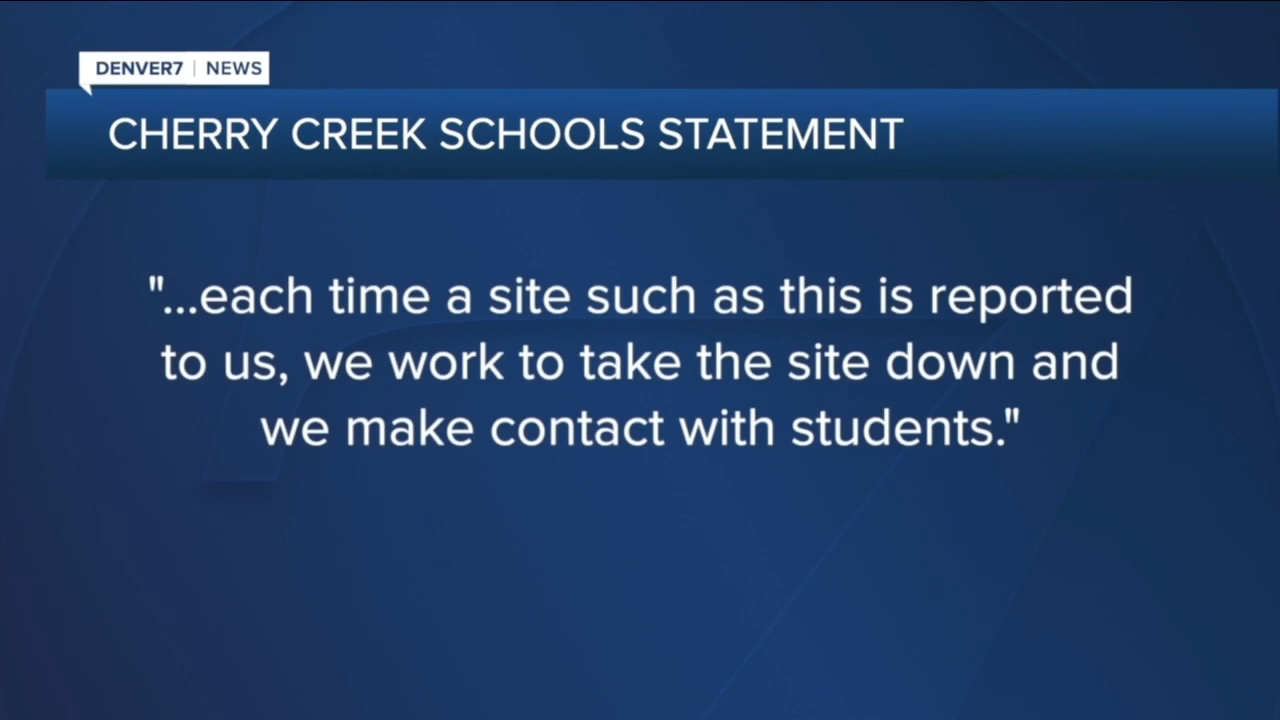 DENVER7 | NEWS
CHERRY CREEK SCHOOLS STATEMENT
"...each time a site such as this is reported
to us, we work to take the site down and
we make contact with students."